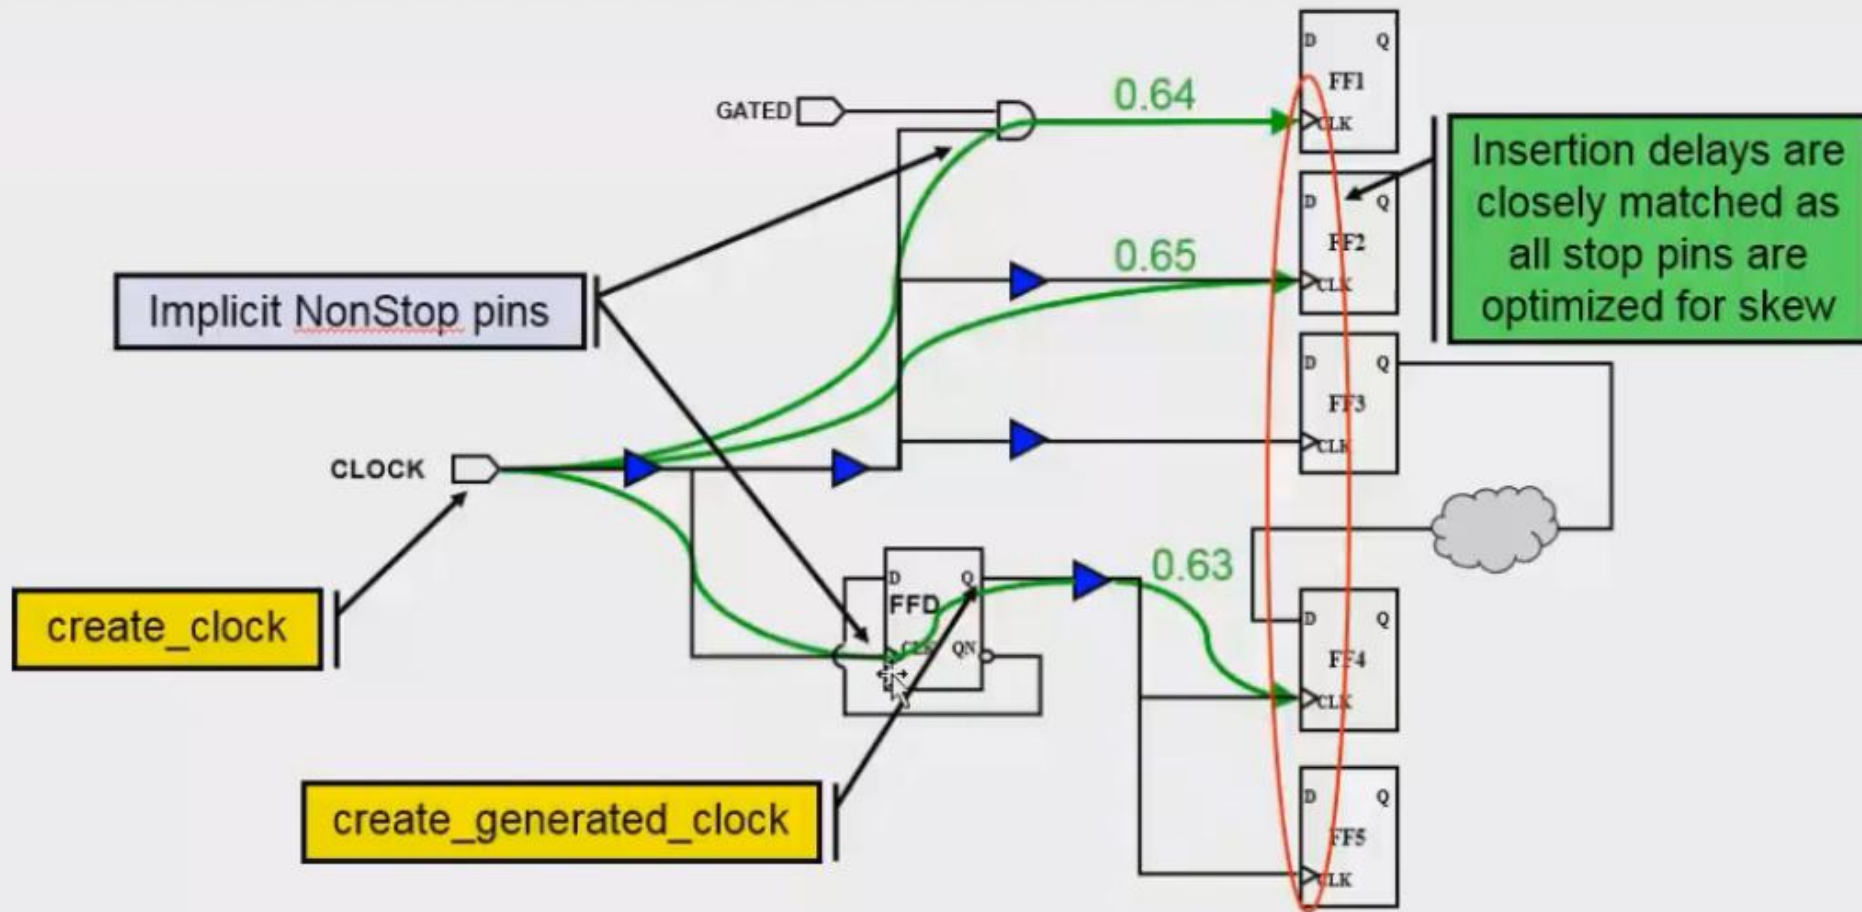 D Q
FF1
CLK
GATED
0.64
Insertion delays are
closely matched as
all stop pins are
optimized for skew
D Q
FF2
CLK
0.65
Implicit NonStop pins
D Q
FF3
CLK
CLOCK
0.63
D Q
FFD
CLK QN
D Q
FF4
CLK
create_clock
create_generated_clock
D Q
FF5
CLK